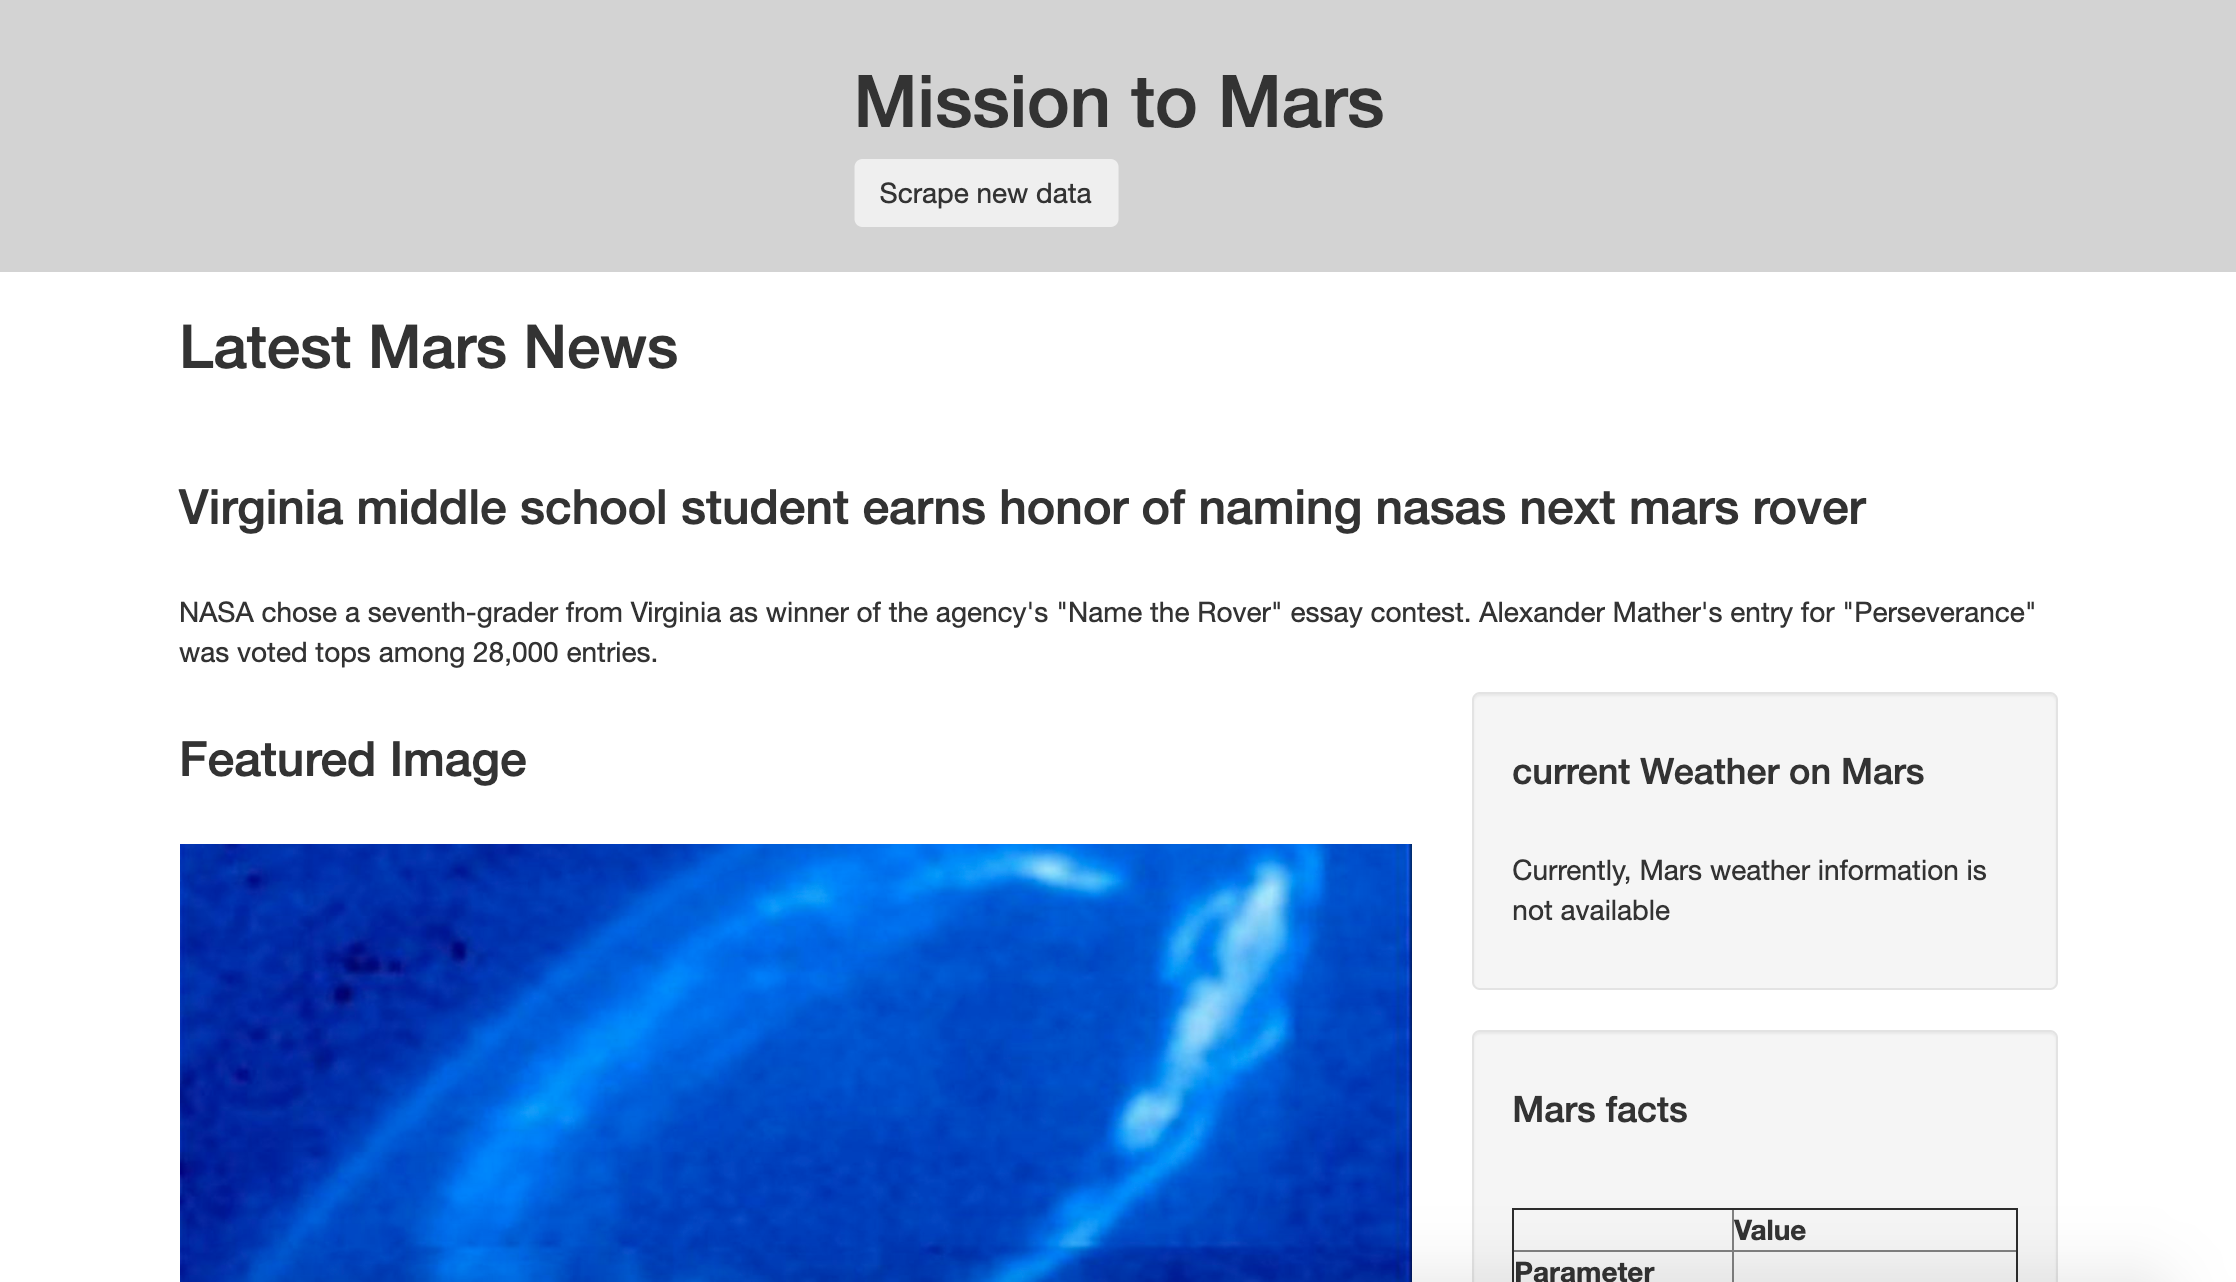 Mission to Mars
Scrape new data
Latest Mars News
Virginia middle school student earns honor of naming nasas next mars rover
NASA chose a seventh-grader from Virginia as winner of the agency's "Name the Rover" essay contest. Alexander Mather's entry for "Perseverance"
was voted tops among 28,000 entries.
Featured Image
current Weather on Mars
Currently, Mars weather information is
not available
Mars facts
Value
Parameter